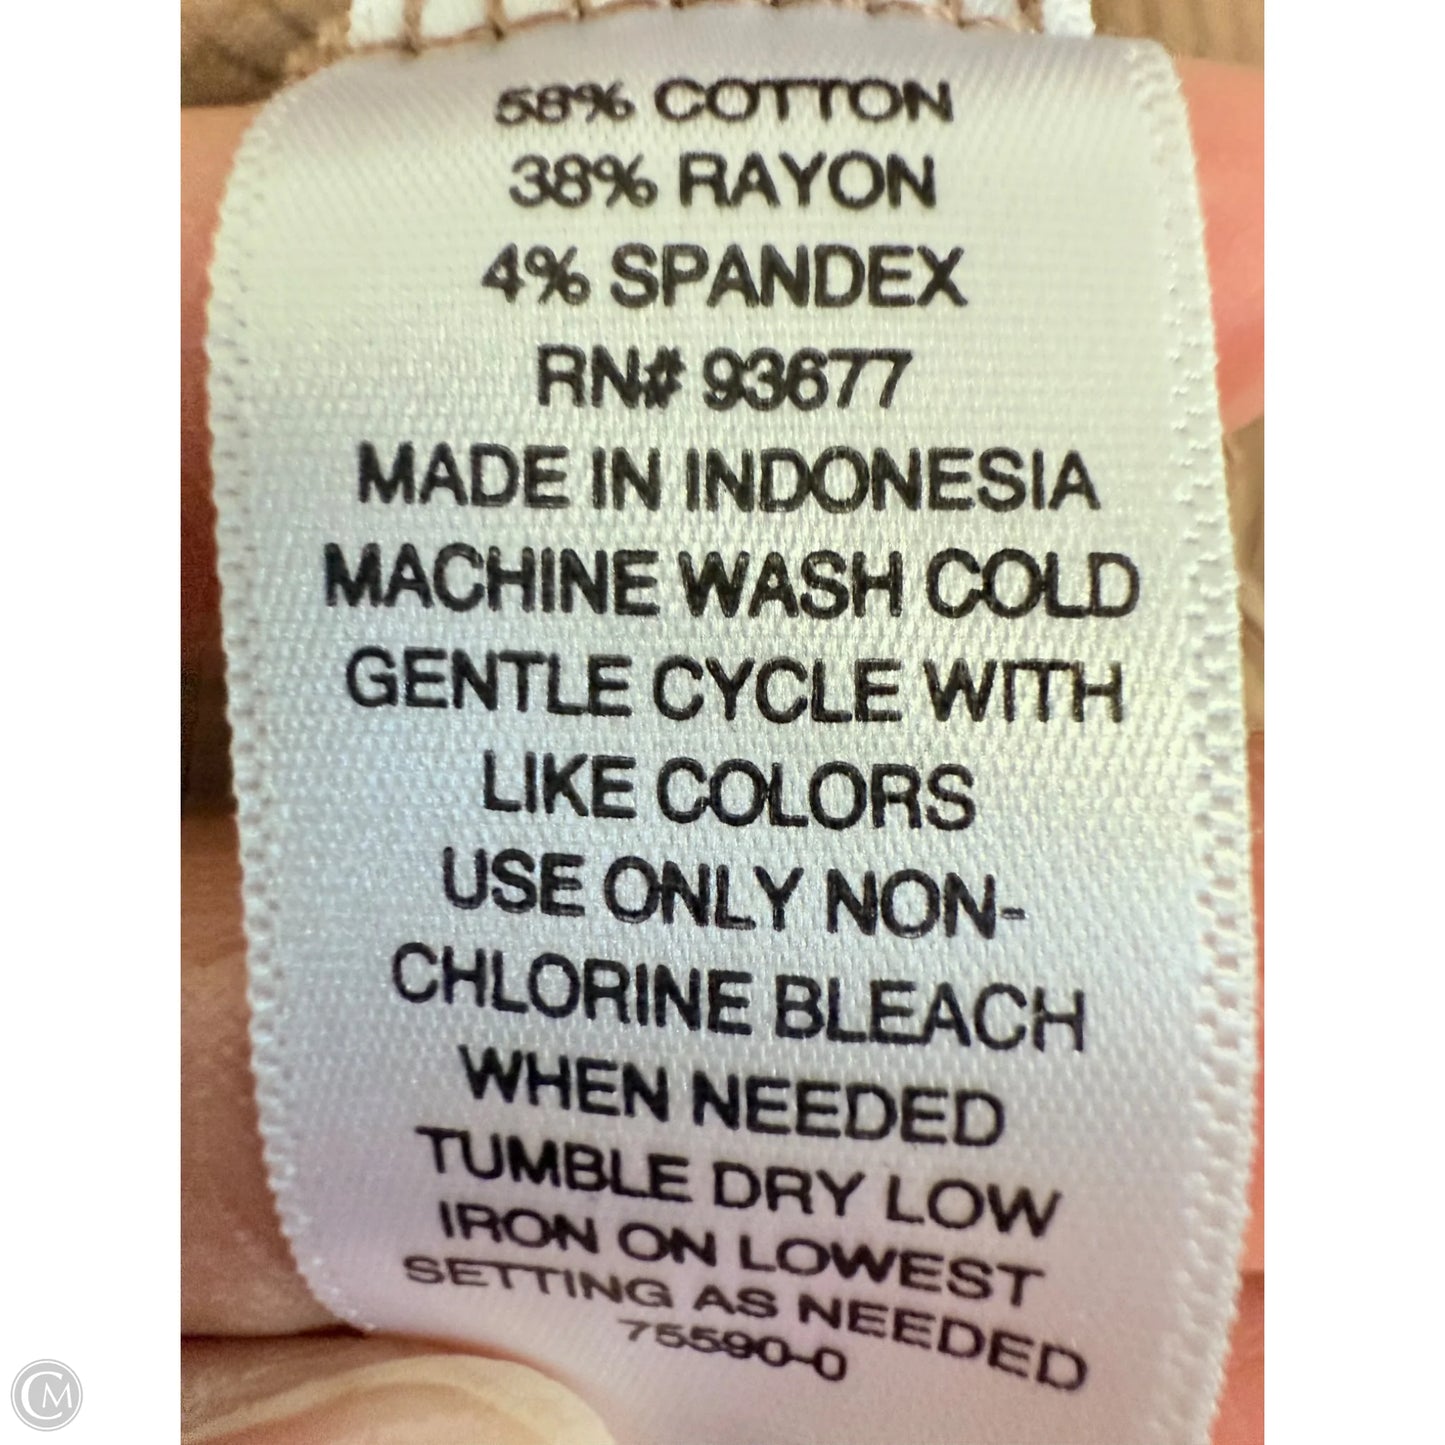 58% COTTON
38% RAYON
4% SPANDEX
RN# 93677
MADE IN INDONESIA
MACHINE WASH COLD
GENTLE CYCLE WITH
LIKE COLORS
USE ONLY NON-
CHLORINE BLEACH
WHEN NEEDED
TUMBLE DRY LOW
IRON ON LOWEST
SETTING AS NEEDED
75590-0
CM